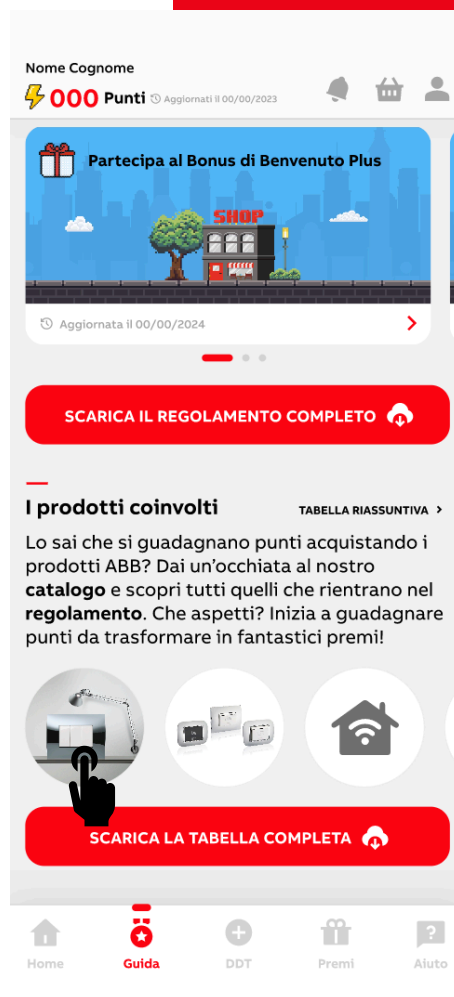 Nome Cognome
000 Punti Aggiornati il 00/00/2023
Partecipa al Bonus di Benvenuto Plus
SHOP
Aggiornata il 00/00/2024
SCARICA IL REGOLAMENTO COMPLETO
I prodotti coinvolti
TABELLA RIASSUNTIVA >
Lo sai che si guadagnano punti acquistando i
prodotti ABB? Dai un’occhiata al nostro
catalogo e scopri tutti quelli che rientrano nel
regolamento. Che aspetti? Inizia a guadagnare
punti da trasformare in fantastici premi!
SCARICA LA TABELLA COMPLETA
Home Guida DDT Premi Aiuto